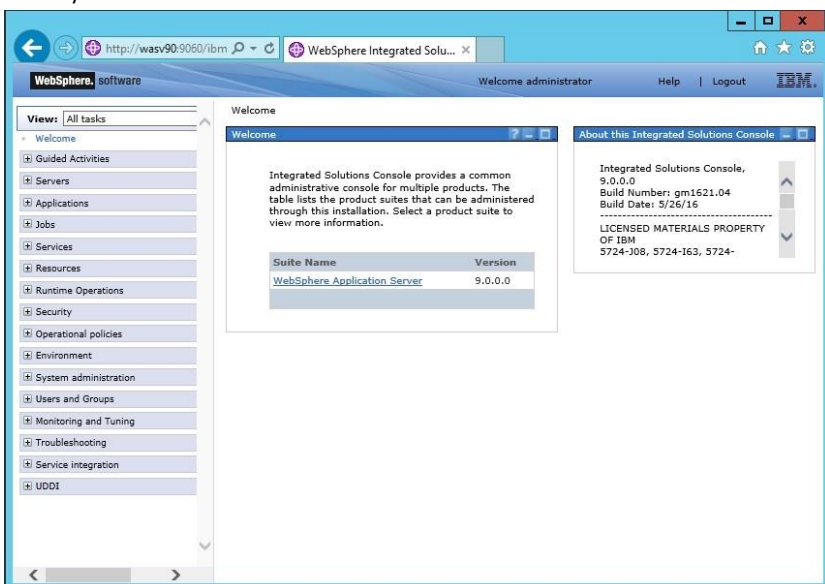 http://wasv90:9060/ibm
WebSphere Integrated Solu...
WebSphere. software
Welcome administrator
Help | Logout
IBM.
View: All tasks
Welcome
Guided Activities
Servers
Applications
Jobs
Services
Resources
Runtime Operations
Security
Operational policies
Environment
System administration
Users and Groups
Monitoring and Tuning
Troubleshooting
Service integration
UDDI
Welcome
Welcome
Integrated Solutions Console provides a common
administrative console for multiple products. The
table lists the product suites that can be administered
through this installation. Select a product suite to
view more information.
Suite Name Version
WebSphere Application Server 9.0.0.0
About this Integrated Solutions Console
Integrated Solutions Console,
9.0.0.0
Build Number: gm1621.04
Build Date: 5/26/16
----------------------------------------
LICENSED MATERIALS PROPERTY
OF IBM
5724-J08, 5724-I63, 5724-